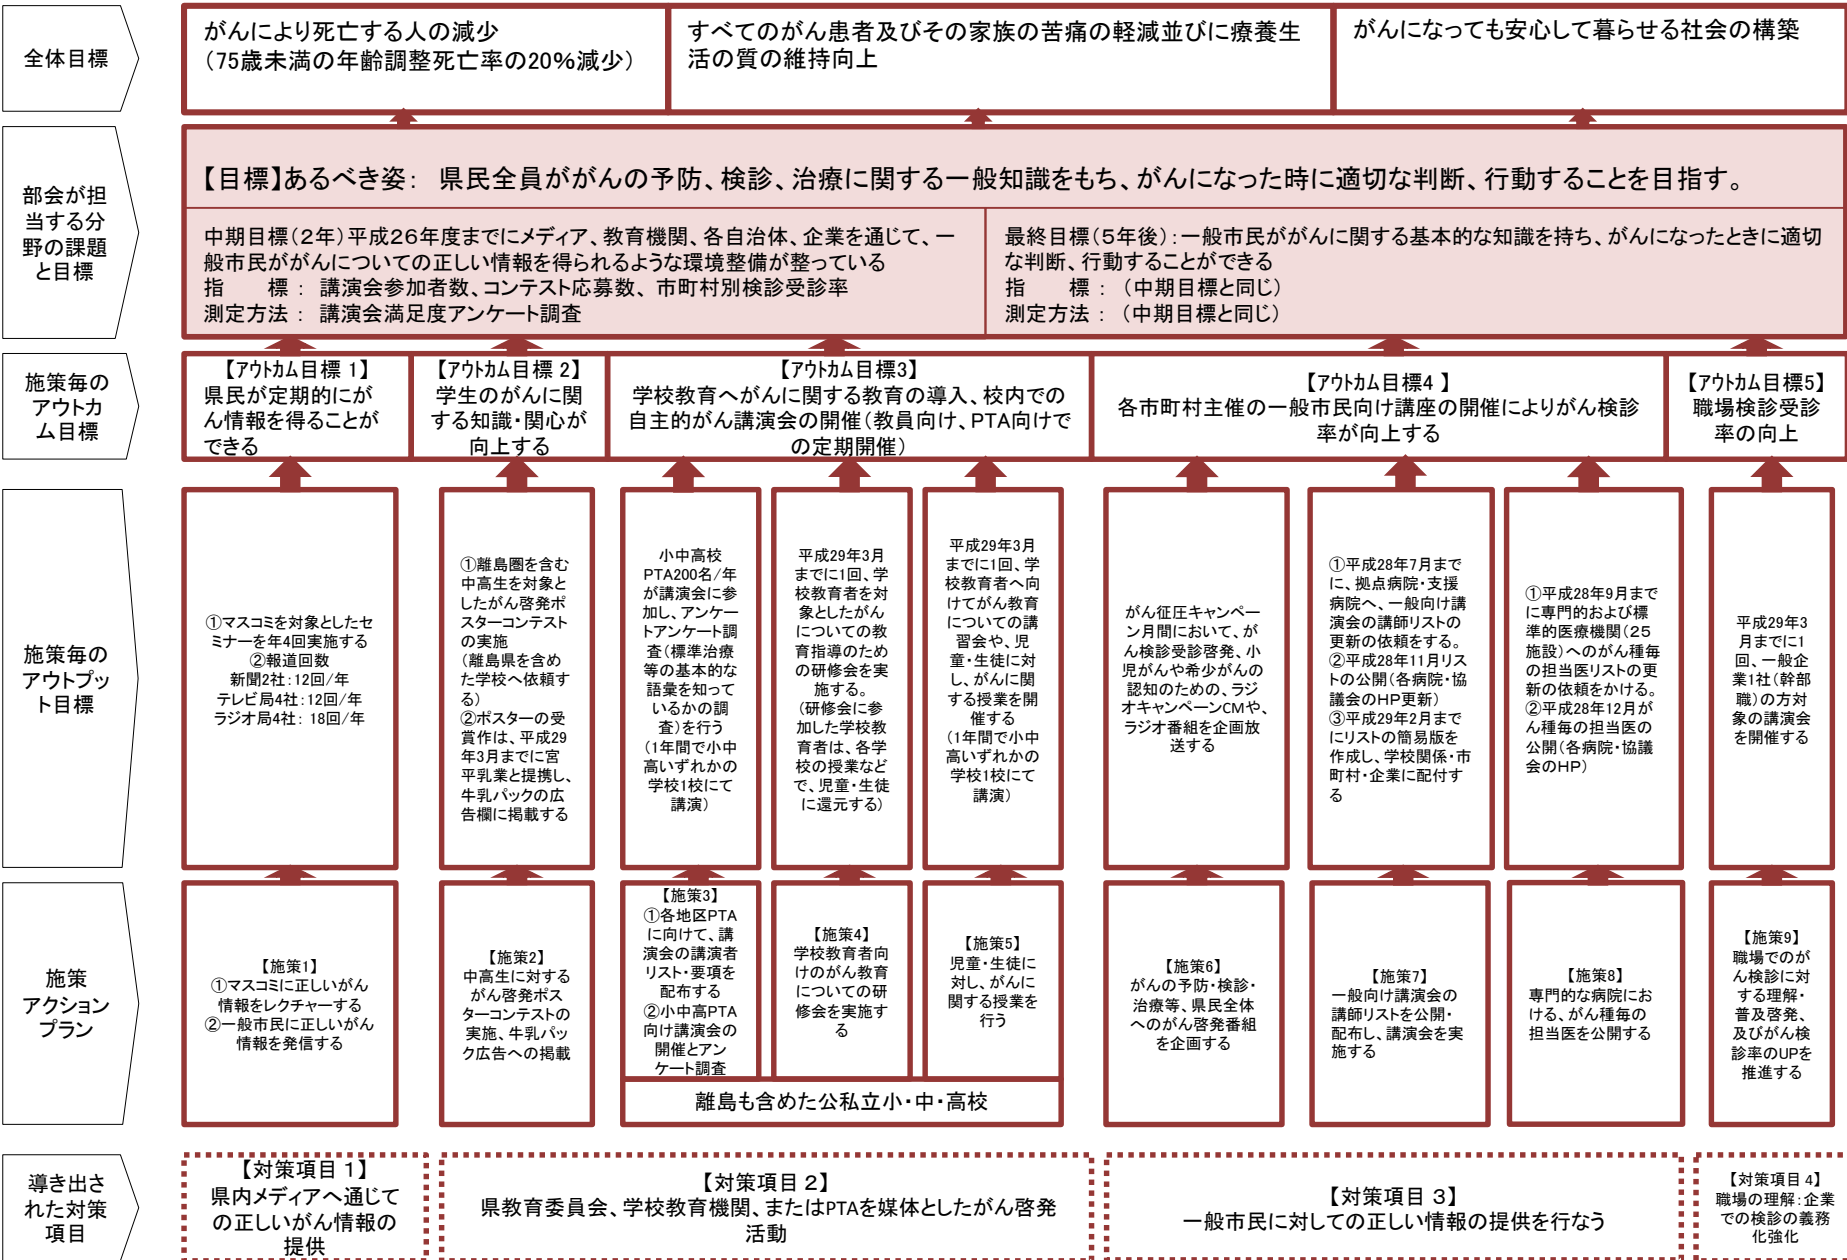 全体目標
がんにより死亡する人の減少
（75歳未満の年齢調整死亡率の20％減少）
すべてのがん患者及びその家族の苦痛の軽減並びに療養生
活の質の維持向上
がんになっても安心して暮らせる社会の構築
部会が担
当する分
野の課題
と目標
【目標】あるべき姿： 県民全員ががんの予防、検診、治療に関する一般知識をもち、がんになった時に適切な判断、行動することを目指す。
中期目標（２年）平成２６年度までにメディア、教育機関、各自治体、企業を通じて、一
般市民ががんについての正しい情報を得られるような環境整備が整っている
指　　標 ： 講演会参加者数、コンテスト応募数、市町村別検診受診率
測定方法 ： 講演会満足度アンケート調査
最終目標（５年後）：一般市民ががんに関する基本的な知識を持ち、がんになったときに適切
な判断、行動することができる
指　　標 ： （中期目標と同じ）
測定方法 ： （中期目標と同じ）
施策毎の
アウトカ
ム目標
【アウトカム目標 1】
県民が定期的にが
ん情報を得ることが
できる
【アウトカム目標 2】
学生のがんに関
する知識・関心が
向上する
【アウトカム目標3】
学校教育へがんに関する教育の導入、校内での
自主的がん講演会の開催（教員向け、PTA向けで
の定期開催）
【アウトカム目標4 】
各市町村主催の一般市民向け講座の開催によりがん検診
率が向上する
【アウトカム目標5】
職場検診受診
率の向上
施策毎の
アウトプッ
ト目標
①マスコミを対象としたセ
ミナーを年4回実施する
②報道回数
新聞2社：12回/年
テレビ局4社：12回/年
ラジオ局4社： 18回/年
①離島圏を含む
中高生を対象と
したがん啓発ポ
スターコンテスト
の実施
（離島県を含め
た学校へ依頼す
る）
②ポスターの受
賞作は、平成29
年3月までに宮
平乳業と提携し、
牛乳パックの広
告欄に掲載する
小中高校
PTA200名/年
が講演会に参
加し、アンケー
トアンケート調
査（標準治療
等の基本的な
語彙を知って
いるかの調
査）を行う
（1年間で小中
高いずれかの
学校1校にて
講演）
平成29年3月
までに1回、学
校教育者を対
象としたがん
についての教
育指導のため
の研修会を実
施する。
（研修会に参
加した学校教
育者は、各学
校の授業など
で、児童・生徒
に還元する）
平成29年3月
までに1回、学
校教育者へ向
けてがん教育
についての講
習会や、児
童・生徒に対
し、がんに関
する授業を開
催する
（1年間で小中
高いずれかの
学校1校にて
講演）
がん征圧キャンペー
ン月間において、が
ん検診受診啓発、小
児がんや希少がんの
認知のための、ラジ
オキャンペーンCMや、
ラジオ番組を企画放
送する
①平成28年7月まで
に、拠点病院・支援
病院へ、一般向け講
演会の講師リストの
更新の依頼をする。
②平成28年11月リス
トの公開（各病院・協
議会のHP更新）
③平成29年2月まで
にリストの簡易版を
作成し、学校関係・市
町村・企業に配付す
る
①平成28年9月まで
に専門的および標
準的医療機関（25
施設）へのがん種毎
の担当医リストの更
新の依頼をかける。
②平成28年12月が
ん種毎の担当医の
公開（各病院・協議
会のHP）
平成29年3
月までに1
回、一般企
業1社（幹部
職）の方対
象の講演会
を開催する
施策
アクション
プラン
【施策1】
①マスコミに正しいがん
情報をレクチャーする
②一般市民に正しいがん
情報を発信する
【施策2】
中高生に対する
がん啓発ポス
ターコンテストの
実施、牛乳パッ
ク広告への掲載
【施策3】
①各地区PTA
に向けて、講
演会の講演者
リスト・要項を
配布する
②小中高PTA
向け講演会の
開催とアン
ケート調査
【施策4】
学校教育者向
けのがん教育
についての研
修会を実施す
る
【施策5】
児童・生徒に
対し、がんに
関する授業を
行う
離島も含めた公私立小・中・高校
【施策6】
がんの予防・検診・
治療等、県民全体
へのがん啓発番組
を企画する
【施策7】
一般向け講演会の
講師リストを公開・
配布し、講演会を実
施する
【施策8】
専門的な病院にお
ける、がん種毎の
担当医を公開する
【施策9】
職場でのが
ん検診に対
する理解・
普及啓発、
及びがん検
診率のUPを
推進する
導き出さ
れた対策
項目
【対策項目 1】
県内メディアへ通じて
の正しいがん情報の
提供
【対策項目 2】
県教育委員会、学校教育機関、またはPTAを媒体としたがん啓発
活動
【対策項目 3】
一般市民に対しての正しい情報の提供を行なう
【対策項目 4】
職場の理解：企業
での検診の義務
化強化